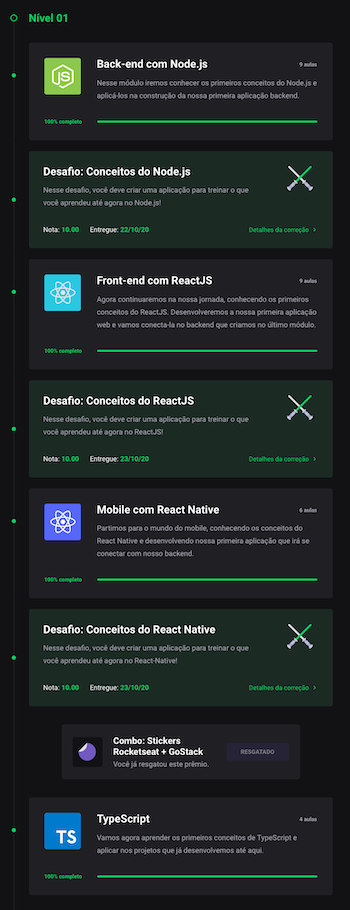 Nível 01
Back-end com Node.js
9 aulas
Nesse módulo iremos conhecer os primeiros conceitos do Node.js e
aplicá-los na construção da nossa primeira aplicação backend.
100% completo
Desafio: Conceitos do Node.js
Nesse desafio, você deve criar uma aplicação para treinar o que
você aprendeu até agora no Node.js!
Nota: 10.00 Entregue: 22/10/20 Detalhes da correção
Front-end com ReactJS
9 aulas
Agora continuaremos na nossa jornada, conhecendo os primeiros
conceitos do ReactJS. Desenvolveremos a nossa primeira aplicação
web e vamos conecta-la no backend que criamos no último módulo.
100% completo
Desafio: Conceitos do ReactJS
Nesse desafio, você deve criar uma aplicação para treinar o que
você aprendeu até agora no ReactJS!
Nota: 10.00 Entregue: 23/10/20 Detalhes da correção
Mobile com React Native
6 aulas
Partimos para o mundo do mobile, conhecendo os conceitos do
React Native e desenvolvendo nossa primeira aplicação que irá se
conectar com nosso backend.
100% completo
Desafio: Conceitos do React Native
Nesse desafio, você deve criar uma aplicação para treinar o que
você aprendeu até agora no React-Native!
Nota: 10.00 Entregue: 23/10/20 Detalhes da correção
Combo: Stickers
Rocketseat + GoStack
Você já resgatou este prêmio.
RESGATADO
TS
TypeScript
4 aulas
Vamos agora aprender os primeiros conceitos de TypeScript e
aplicar nos projetos que já desenvolvemos até aqui.
100% completo